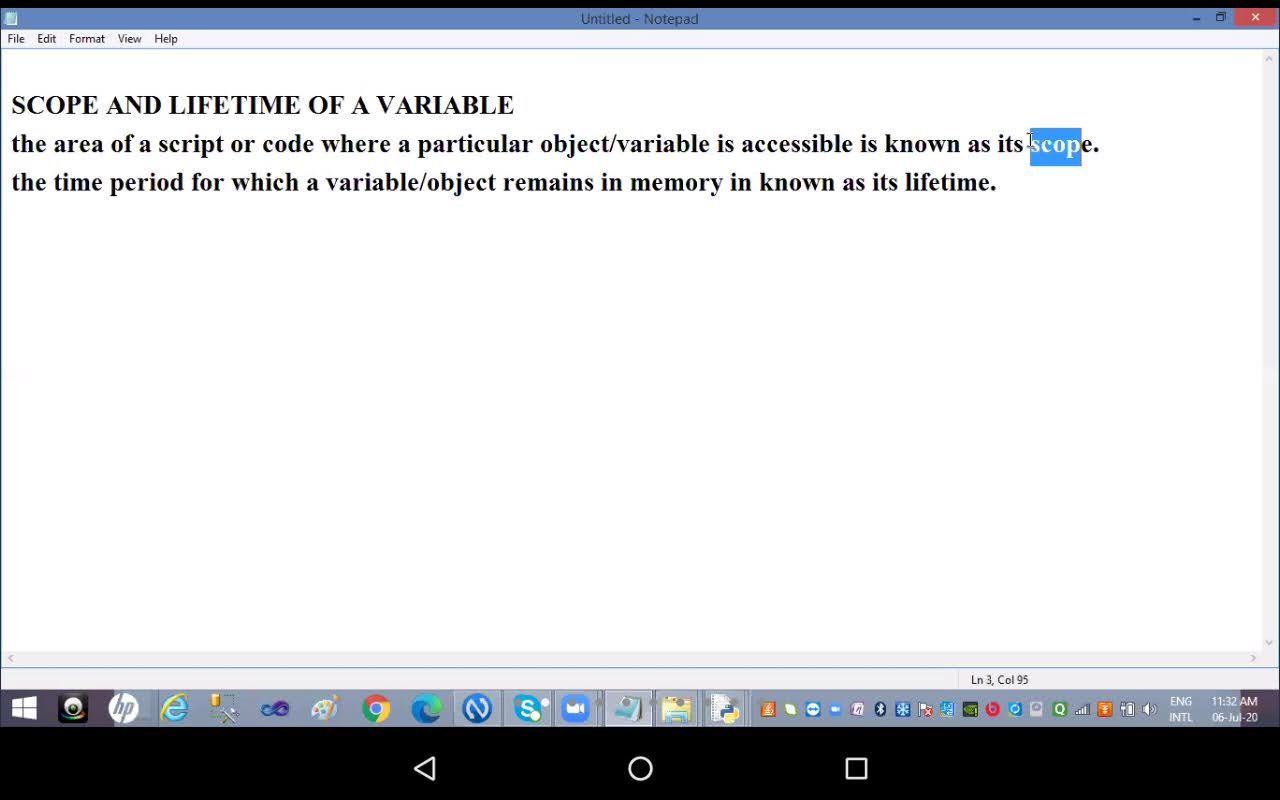 Untitled - Notepad
File Edit Format View Help
SCOPE AND LIFETIME OF A VARIABLE
the area of a script or code where a particular object/variable is accessible is known as its scope.
the time period for which a variable/object remains in memory in known as its lifetime.
Ln 3, Col 95
ENG 11:32 AM
INTL 06-Jul-20